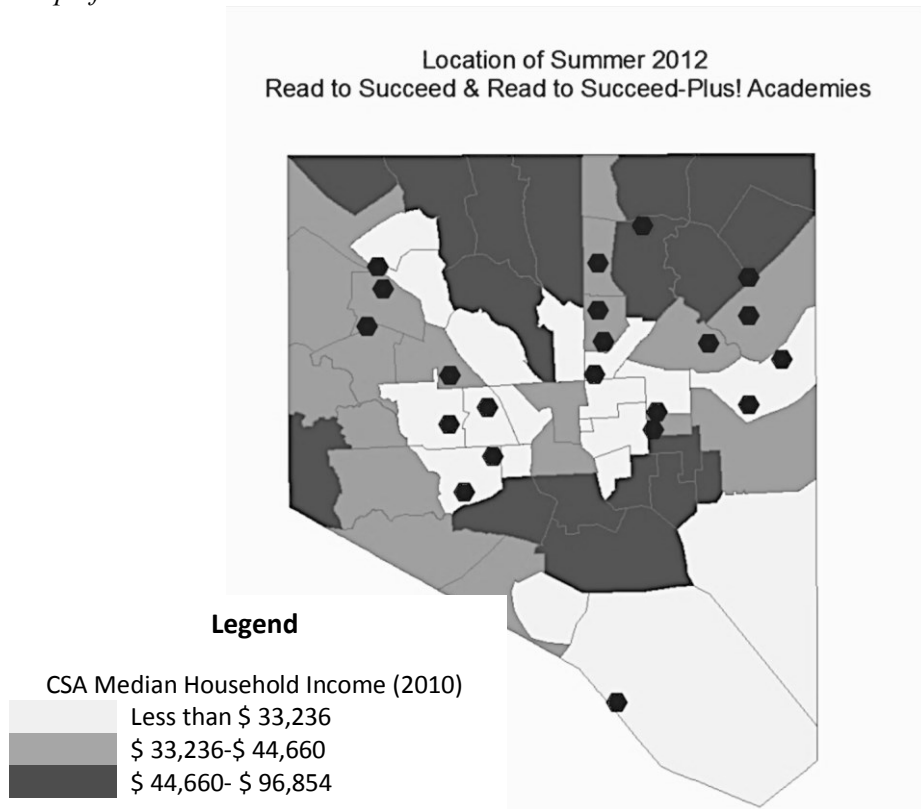 Location of Summer 2012
Read to Succeed & Read to Succeed-Plus! Academies
Legend
CSA Median Household Income (2010)
Less than $ 33,236
$ 33,236-$ 44,660
$ 44,660- $ 96,854